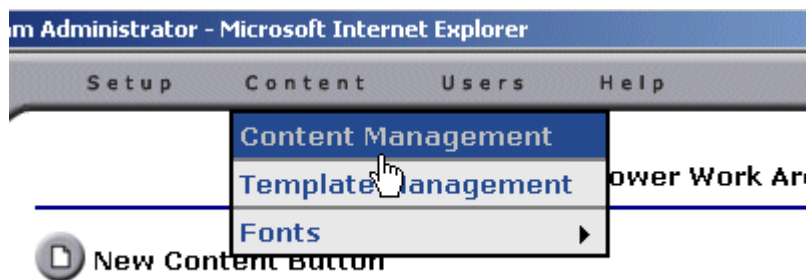 m Administrator - Microsoft Internet Explorer
Setup Content Users Help
Content Management
Template Management
ower Work Ar
Fonts
New Content Button